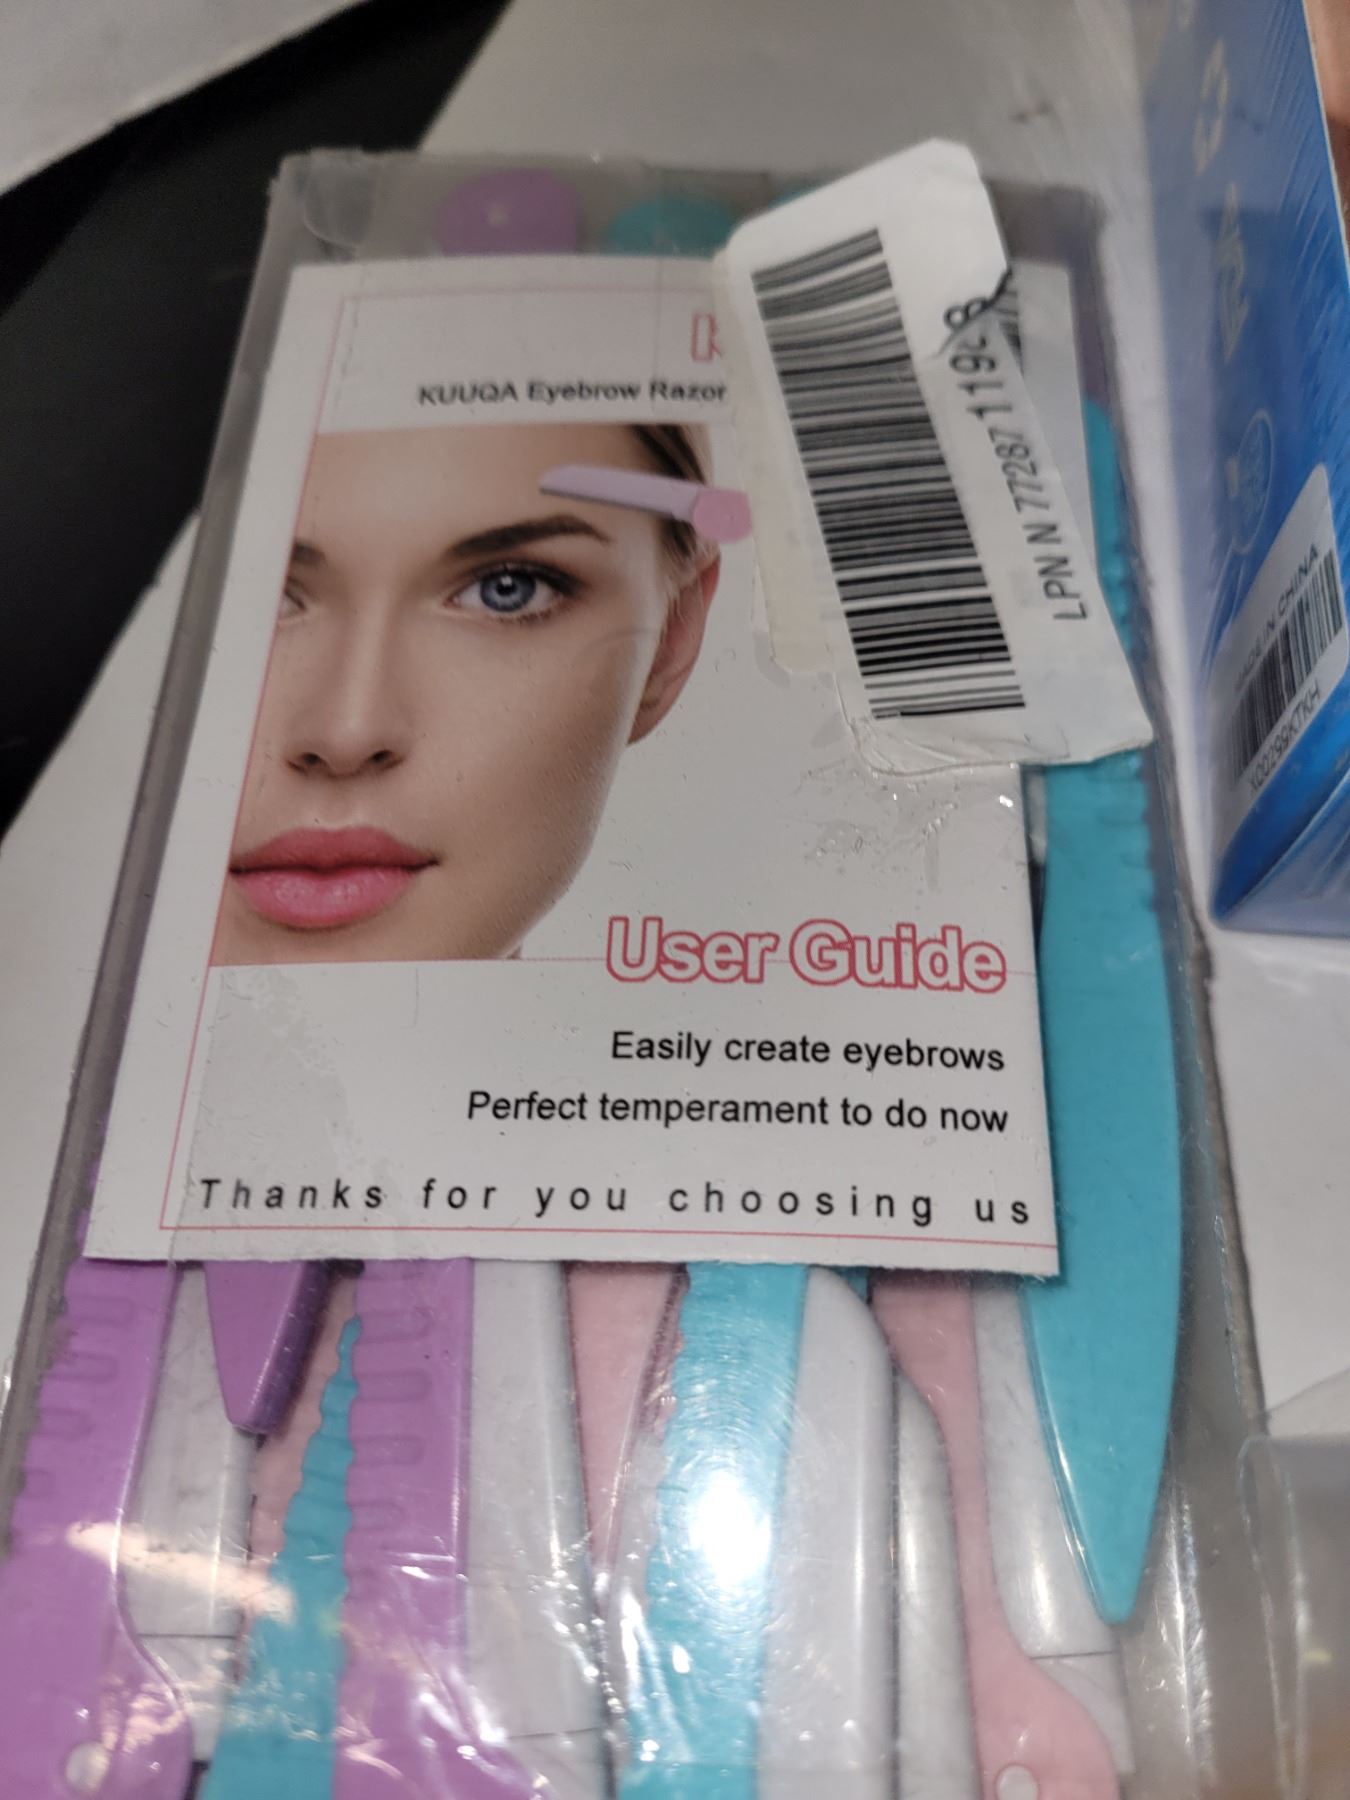 KUUQA Eyebrow Razor
LPN N 77287
User Guide
Easily create eyebrows
Perfect temperament to do now
Thanks for you choosing us
MADE IN CHINA